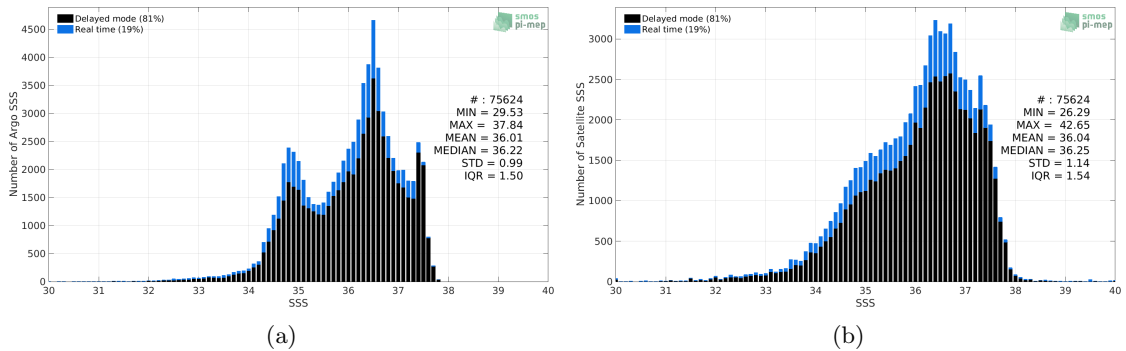 Delayed mode (81%)
Real time (19%)
smos
pi-mep
4500
4000
3500
3000
2500
2000
1500
1000
500
0
Number of Argo SSS
# : 75624
MIN = 29.53
MAX = 37.84
MEAN = 36.01
MEDIAN = 36.22
STD = 0.99
IQR = 1.50
30 31 32 33 34 35 36 37 38 39 40
SSS
(a)
Delayed mode (81%)
Real time (19%)
smos
pi-mep
3000
2500
2000
1500
1000
500
0
Number of Satellite SSS
# : 75624
MIN = 26.29
MAX = 42.65
MEAN = 36.04
MEDIAN = 36.25
STD = 1.14
IQR = 1.54
30 31 32 33 34 35 36 37 38 39 40
SSS
(b)